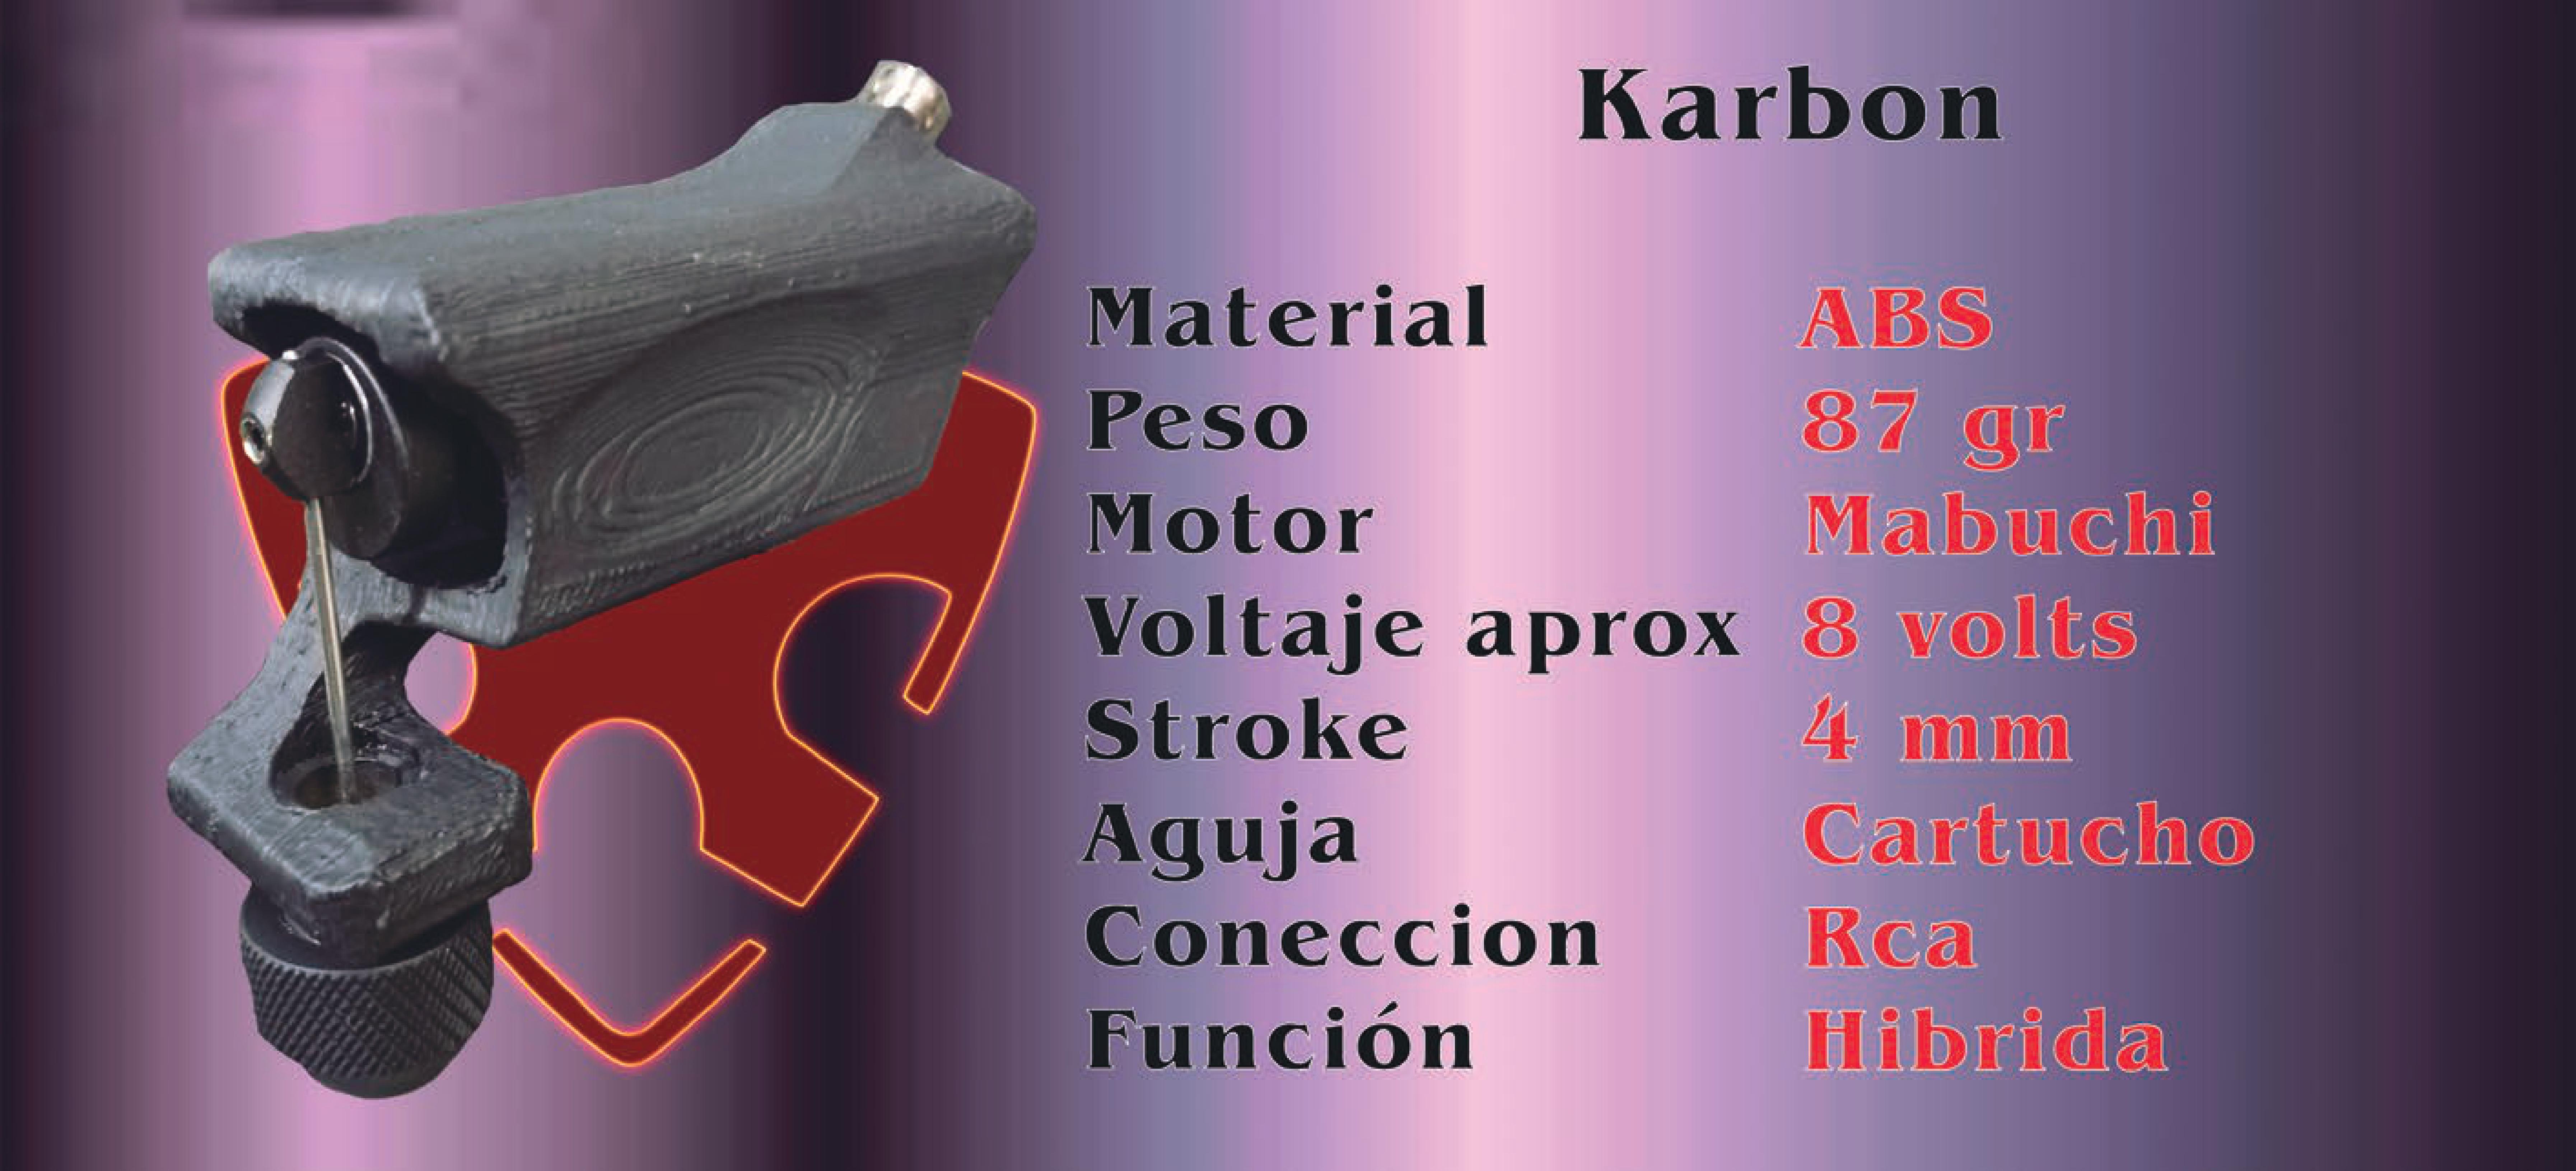 Karbon
Material ABS
Peso 87 gr
Motor Mabuchi
Voltaje aprox 8 volts
Stroke 4 mm
Aguja Cartucho
Coneccion Rca
Función Hibrida